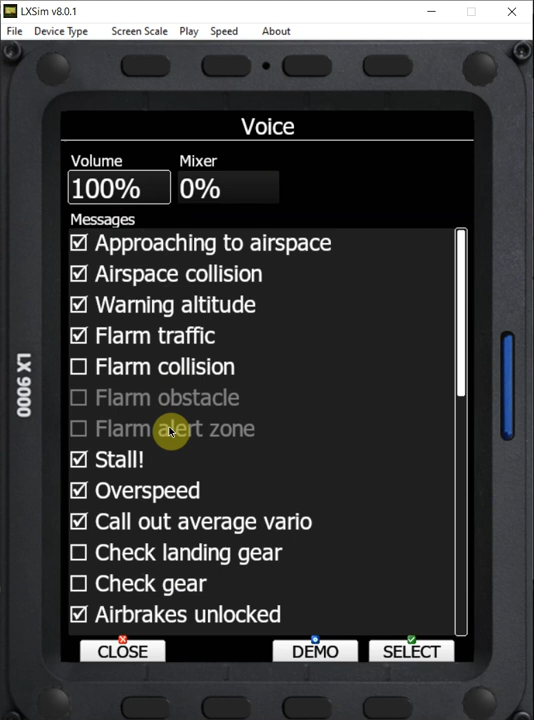 LXSim v8.0.1
File Device Type Screen Scale Play Speed About
Voice
Volume Mixer
100% 0%
Messages
Approaching to airspace
Airspace collision
Warning altitude
Flarm traffic
Flarm collision
Flarm obstacle
Flarm alert zone
Stall!
Overspeed
Call out average vario
Check landing gear
Check gear
Airbrakes unlocked
CLOSE DEMO SELECT
LX 9000